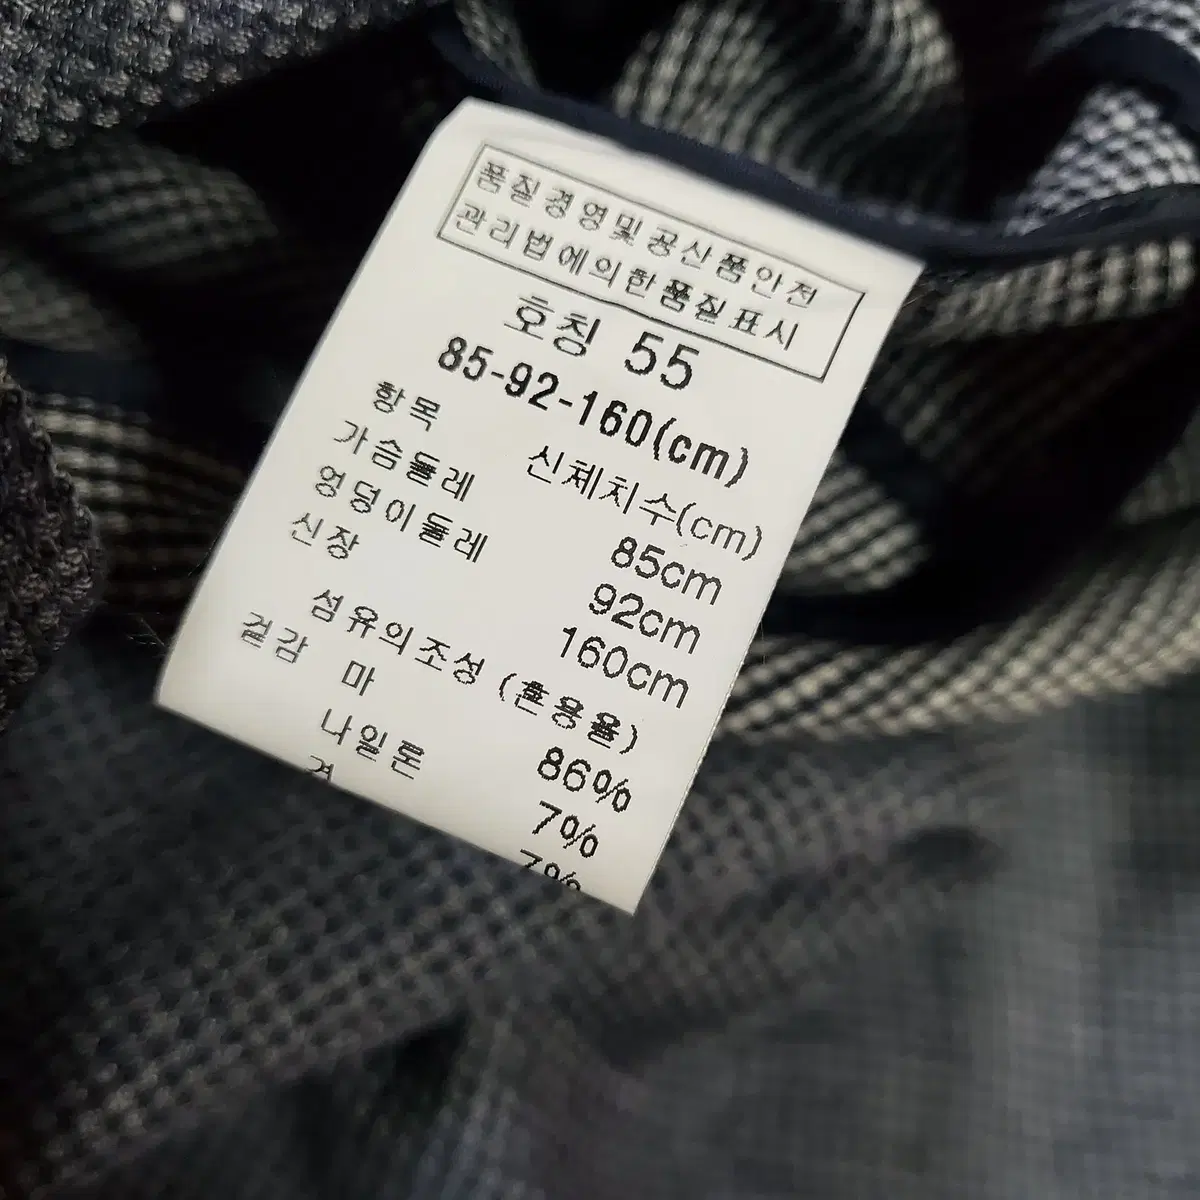 품질경영및공산품안전
관리법에의한품질표시
호칭 55
85-92-160(cm)
항목 신체치수(cm)
가슴둘레 85cm
엉덩이둘레 92cm
신장 160cm
섬유의조성 (혼용율)
겉감 마 86%
나일론 7%
7%